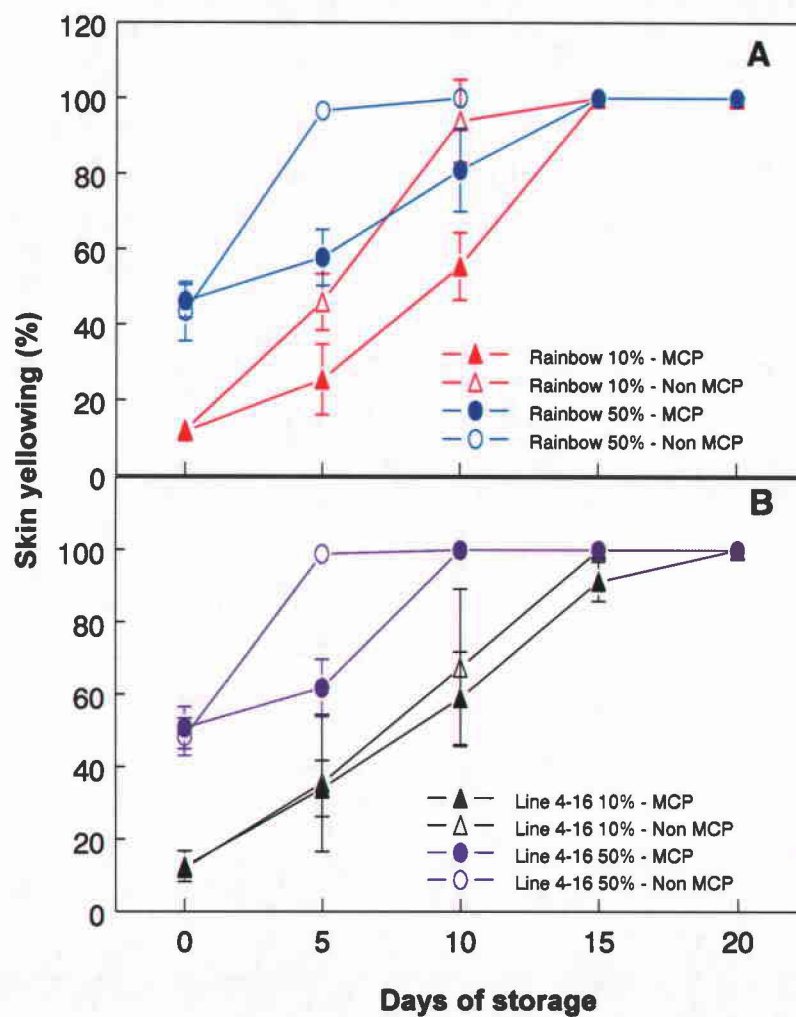 120
A
100
80
60
40
20
0
Rainbow 10% - MCP
Rainbow 10% - Non MCP
Rainbow 50% - MCP
Rainbow 50% - Non MCP
Skin yellowing (%)
B
100
80
60
40
20
0
Line 4-16 10% - MCP
Line 4-16 10% - Non MCP
Line 4-16 50% - MCP
Line 4-16 50% - Non MCP
0 5 10 15 20
Days of storage